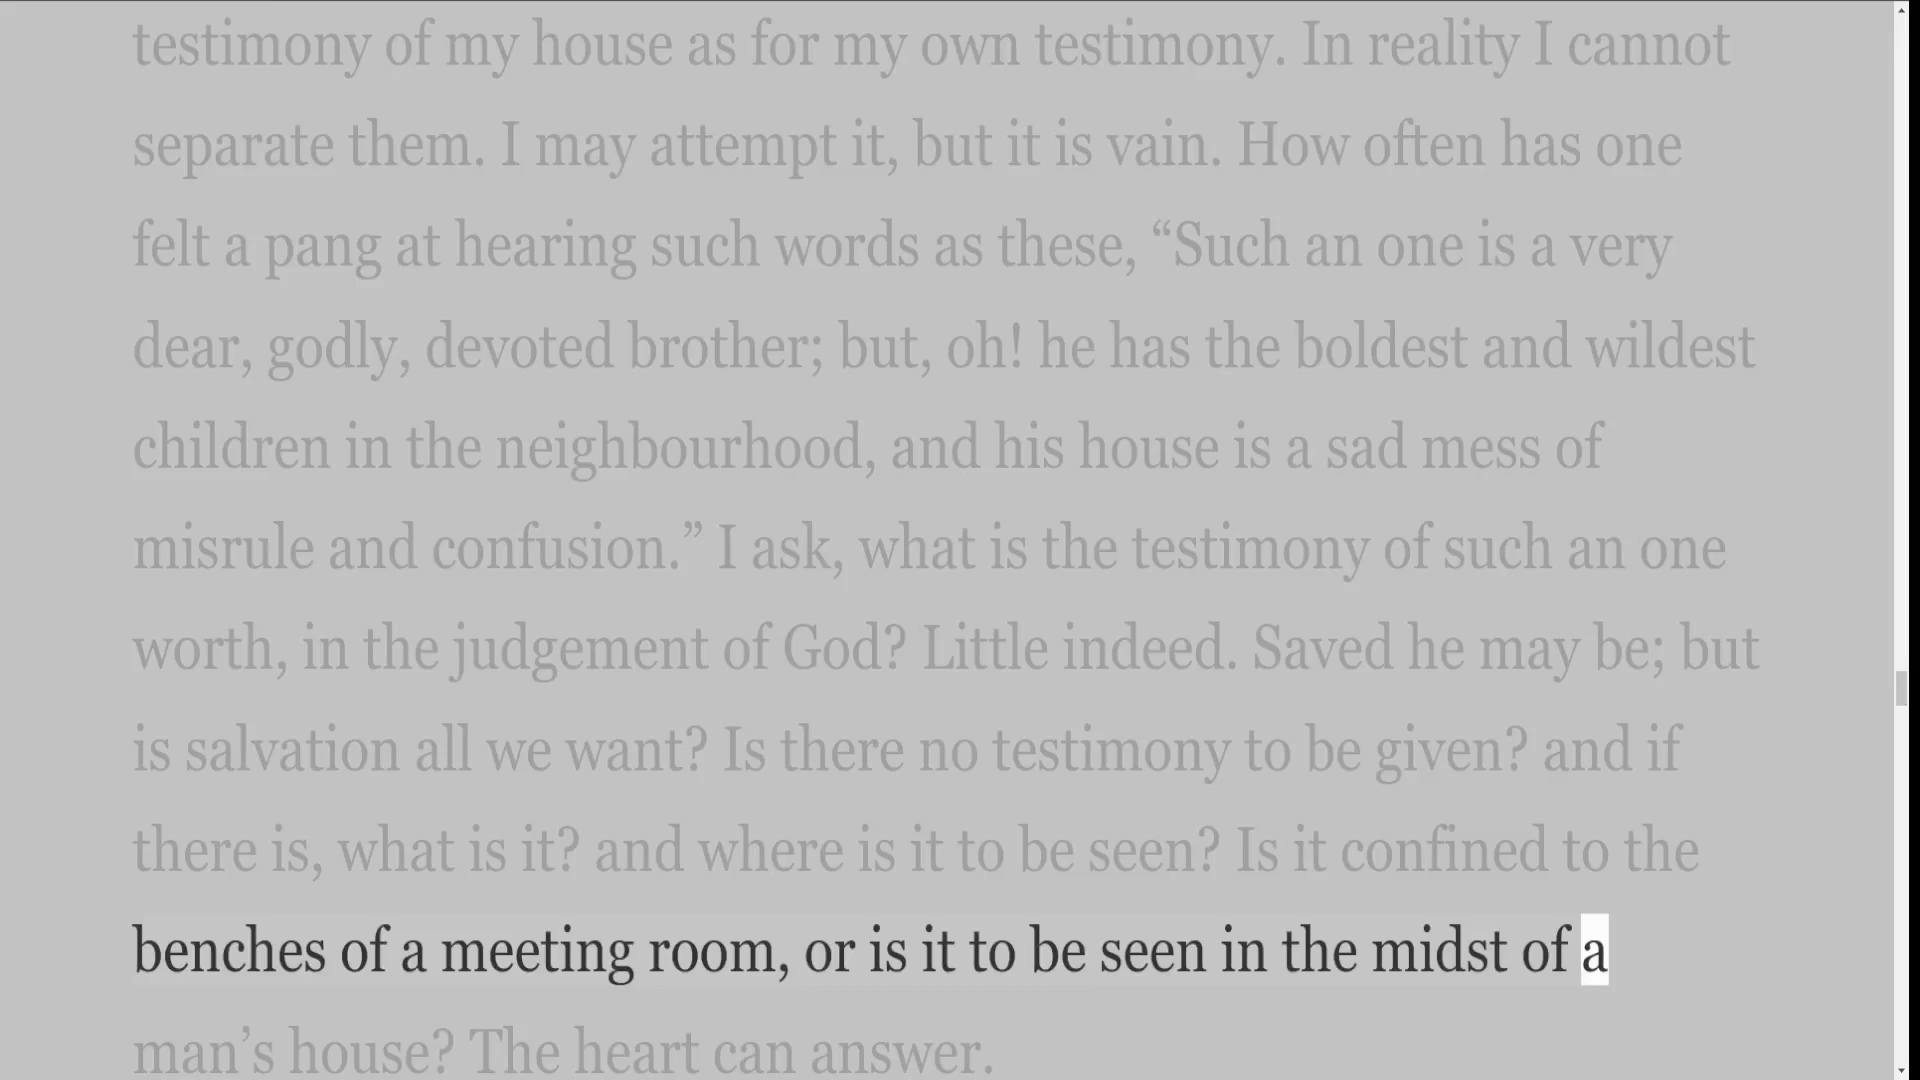 testimony of my house as for my own testimony. In reality I cannot
separate them. I may attempt it, but it is vain. How often has one
felt a pang at hearing such words as these, “Such an one is a very
dear, godly, devoted brother; but, oh! he has the boldest and wildest
children in the neighbourhood, and his house is a sad mess of
misrule and confusion.” I ask, what is the testimony of such an one
worth, in the judgement of God? Little indeed. Saved he may be; but
is salvation all we want? Is there no testimony to be given? and if
there is, what is it? and where is it to be seen? Is it confined to the
benches of a meeting room, or is it to be seen in the midst of a
man’s house? The heart can answer.